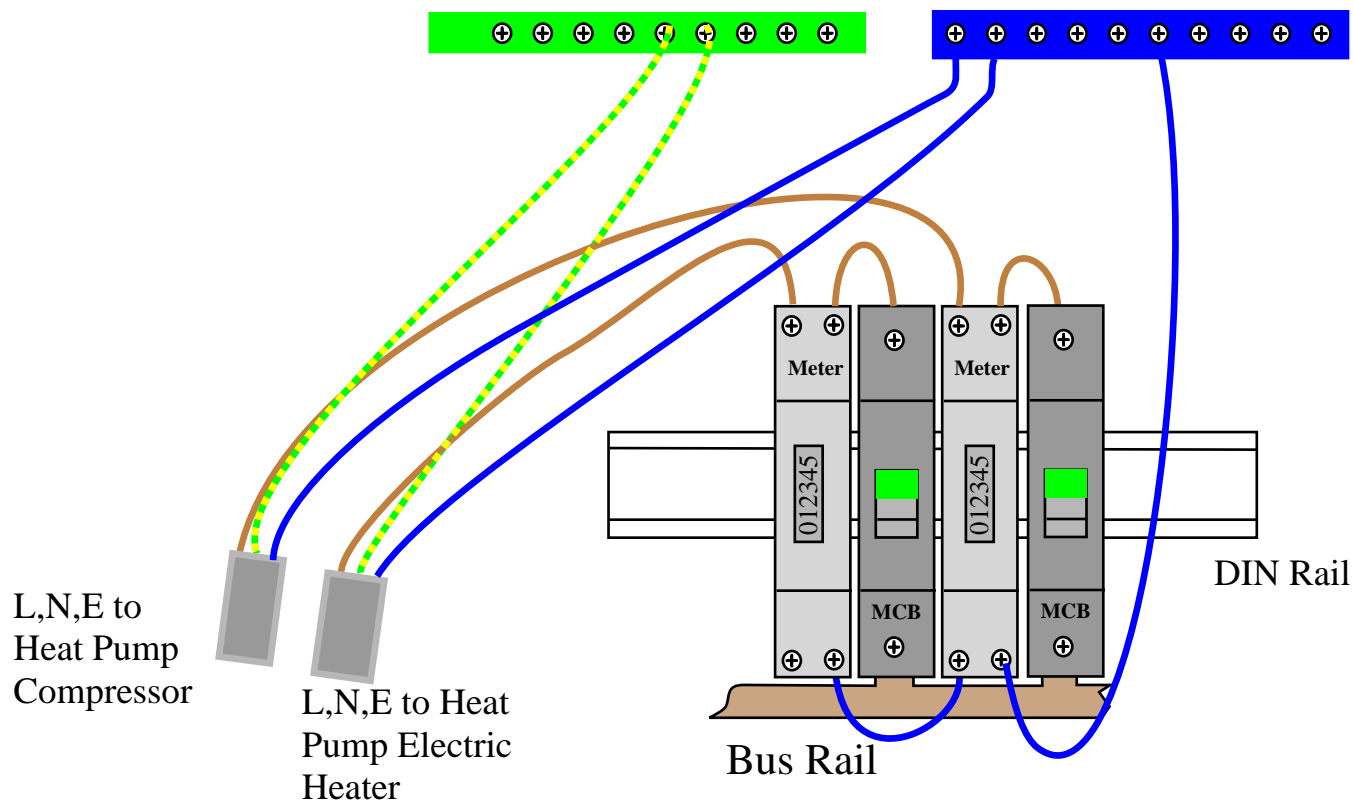 Meter
Meter
012345
012345
MCB
MCB
DIN Rail
L,N,E to
Heat Pump
Compressor
L,N,E to Heat
Pump Electric
Heater
Bus Rail